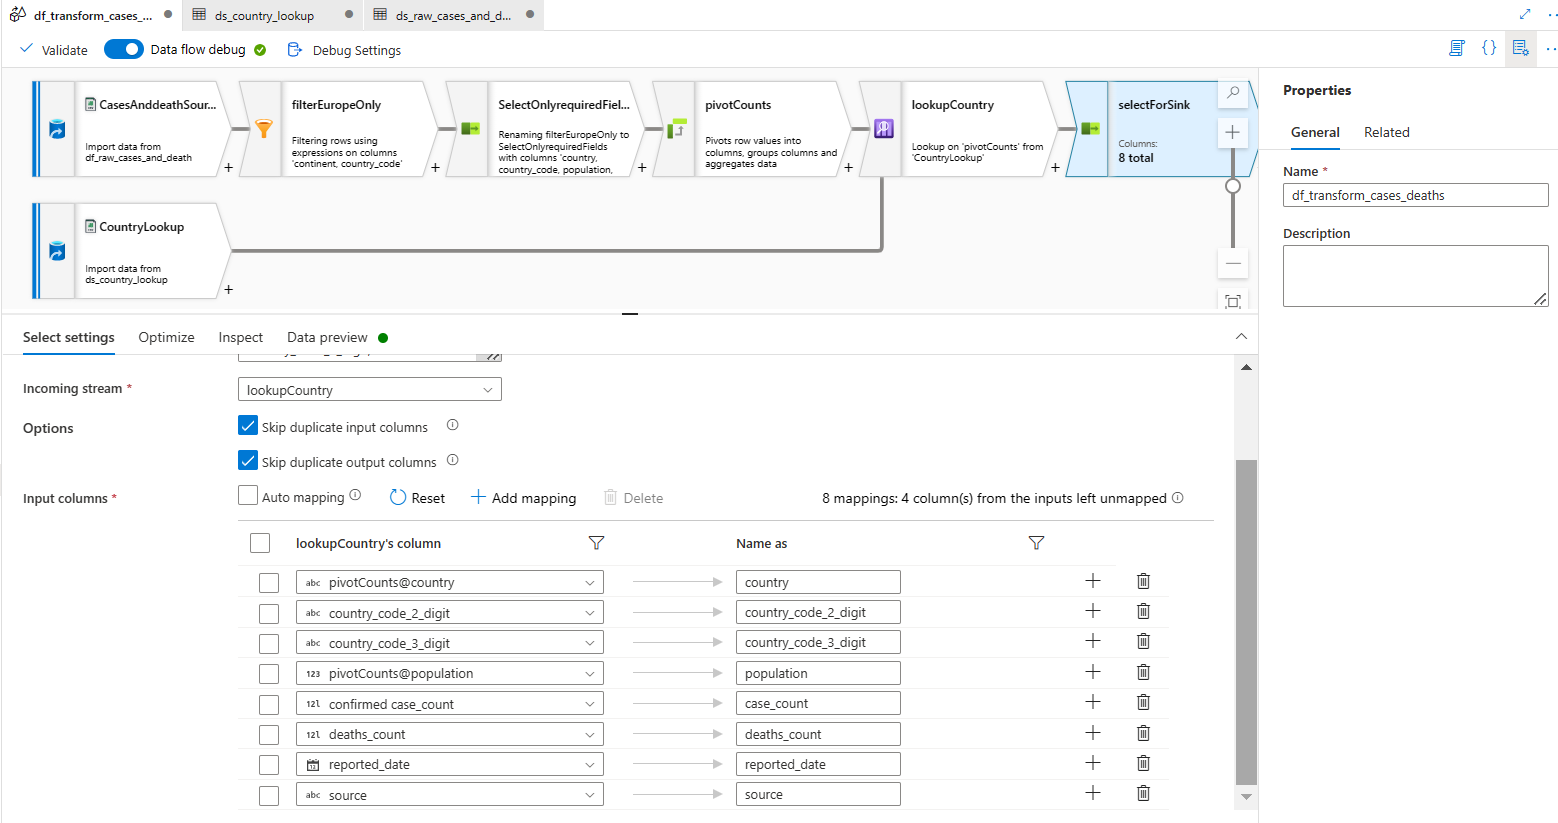 df_transform_cases_...
ds_country_lookup
ds_raw_cases_and_d...
Validate
Data flow debug
Debug Settings
CasesAnddeathSour...
Import data from
df_raw_cases_and_death
filterEuropeOnly
Filtering rows using
expressions on columns
'continent, country_code'
SelectOnlyrequiredFiel...
Renaming filterEuropeOnly to
SelectOnlyrequiredFields
with columns 'country,
country_code, population,
pivotCounts
Pivots row values into
columns, groups columns and
aggregates data
lookupCountry
Lookup on 'pivotCounts' from
'CountryLookup'
selectForSink
Columns:
8 total
CountryLookup
Import data from
ds_country_lookup
Properties
General
Related
Name *
df_transform_cases_deaths
Description
Select settings
Optimize
Inspect
Data preview
Incoming stream *
lookupCountry
Options
Skip duplicate input columns
Skip duplicate output columns
Input columns *
Auto mapping
Reset
Add mapping
Delete
8 mappings: 4 column(s) from the inputs left unmapped
lookupCountry's column
Name as
abc pivotCounts@country
country
abc country_code_2_digit
country_code_2_digit
abc country_code_3_digit
country_code_3_digit
123 pivotCounts@population
population
12l confirmed case_count
case_count
12l deaths_count
deaths_count
reported_date
reported_date
abc source
source